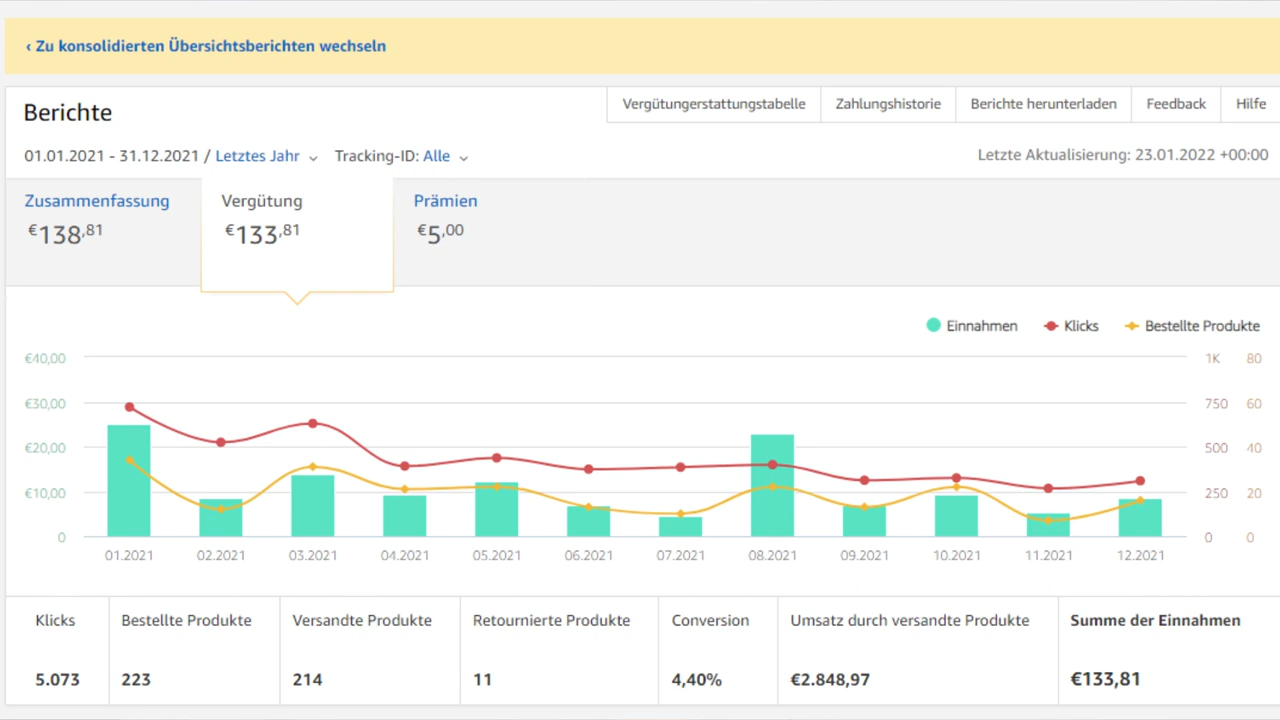 ‹ Zu konsolidierten Übersichtsberichten wechseln
Berichte
Vergütungerstattungstabelle Zahlungshistorie Berichte herunterladen Feedback Hilfe
01.01.2021 - 31.12.2021 / Letztes Jahr Tracking-ID: Alle
Letzte Aktualisierung: 23.01.2022 +00:00
Zusammenfassung Vergütung Prämien
€138,81 €133,81 €5,00
Einnahmen Klicks Bestellte Produkte
€40,00 1K 80
€30,00 750 60
€20,00 500 40
€10,00 250 20
0 0 0
01.2021 02.2021 03.2021 04.2021 05.2021 06.2021 07.2021 08.2021 09.2021 10.2021 11.2021 12.2021
Klicks Bestellte Produkte Versandte Produkte Retournierte Produkte Conversion Umsatz durch versandte Produkte Summe der Einnahmen
5.073 223 214 11 4,40% €2.848,97 €133,81